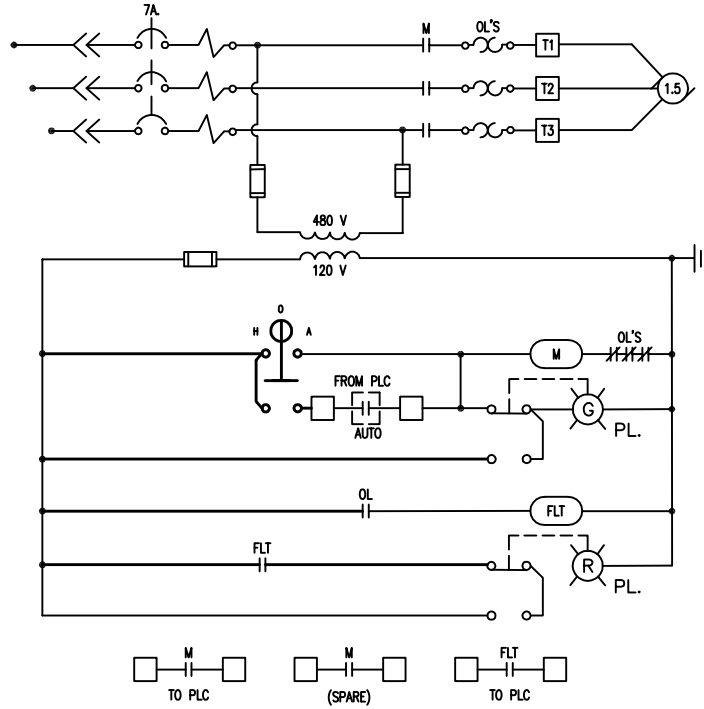 7A.
M OL'S
T1
T2 1.5
T3
480 V
120 V
O
H A OL'S
M
FROM PLC
G
AUTO PL.
OL
FLT
FLT
R
PL.
M M FLT
TO PLC (SPARE) TO PLC